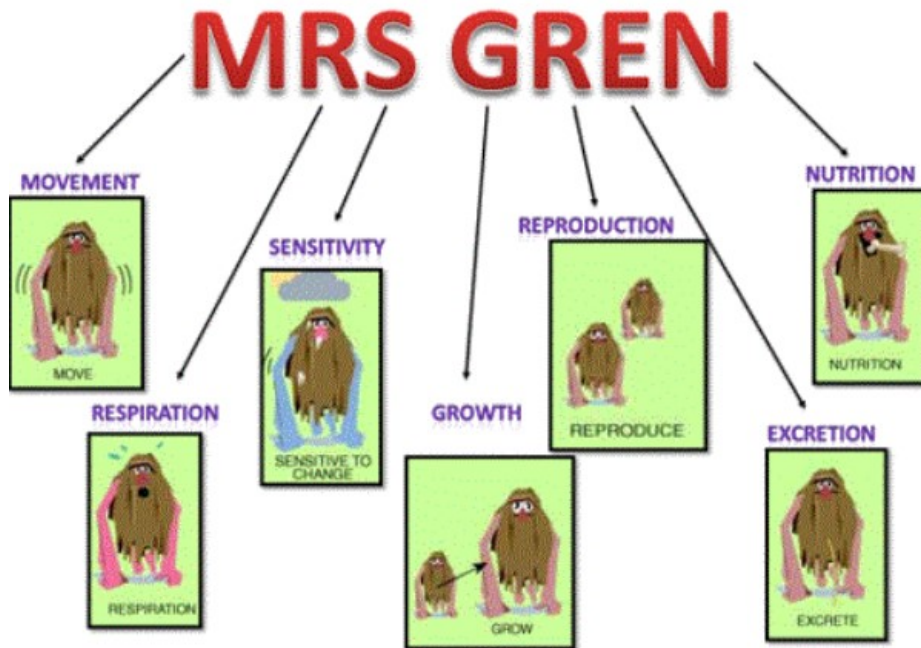 MRS GREN
MOVEMENT
MOVE
RESPIRATION
RESPIRATION
SENSITIVITY
SENSITIVE TO
CHANGE
GROWTH
GROW
REPRODUCTION
REPRODUCE
EXCRETION
EXCRETE
NUTRITION
NUTRITION